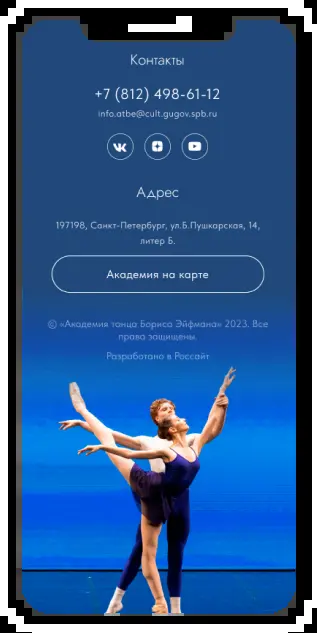 Контакты
+7 (812) 498-61-12
info.atbe@cult.gugov.spb.ru
Адрес
197198, Санкт-Петербург, ул.Б.Пушкарская, 14,
литер Б.
Академия на карте
© «Академия танца Бориса Эйфмана» 2023. Все
права защищены.
Разработано в Россайт